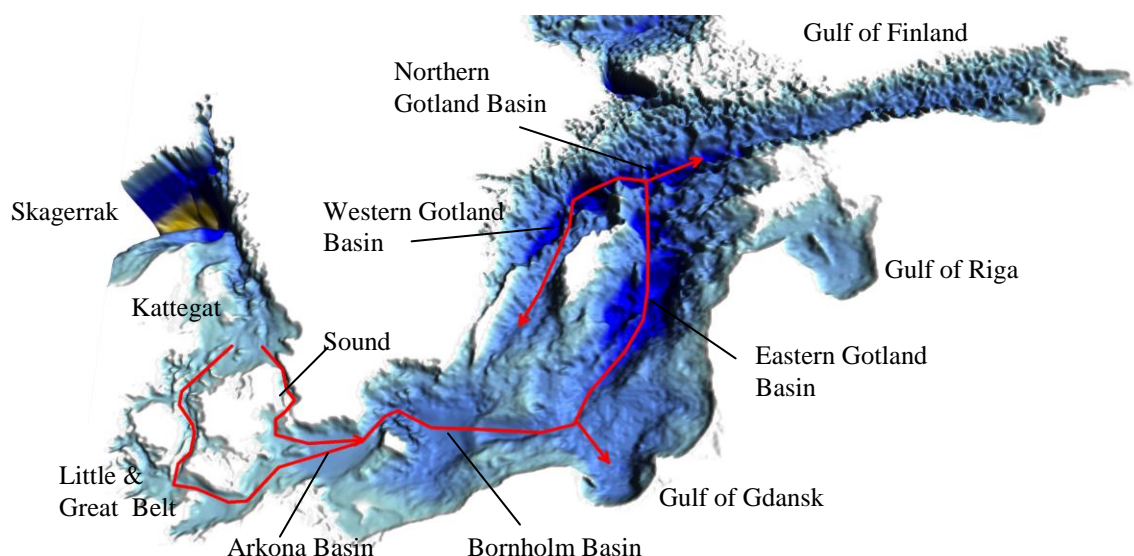 Gulf of Finland
Northern
Gotland Basin
Skagerrak
Western Gotland
Basin
Gulf of Riga
Kattegat
Sound
Eastern Gotland
Basin
Little &
Great Belt
Gulf of Gdansk
Arkona Basin
Bornholm Basin